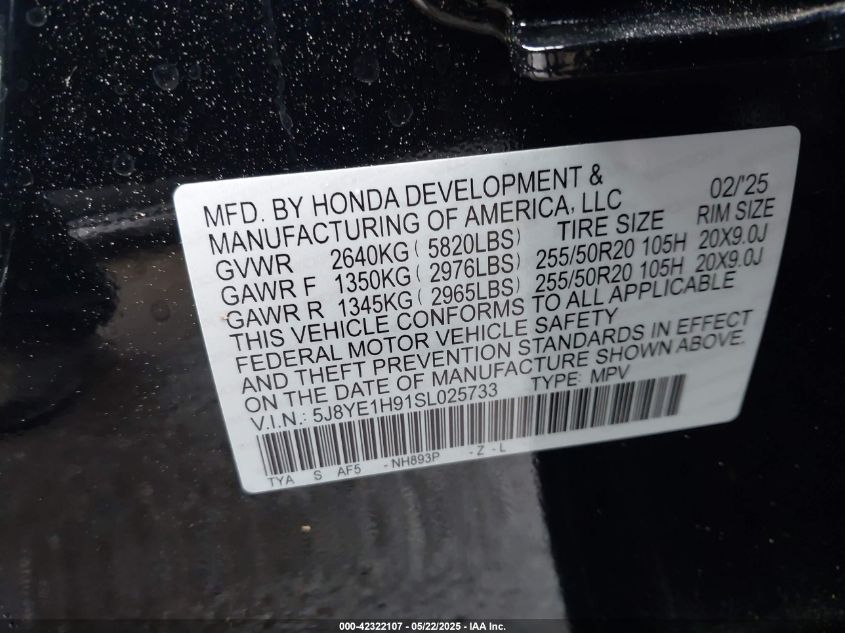 MFD. BY HONDA DEVELOPMENT & 02/'25
MANUFACTURING OF AMERICA, LLC TIRE SIZE RIM SIZE
GVWR 2640KG ( 5820LBS)
GAWR F 1350KG ( 2976LBS) 255/50R20 105H 20X9.0J
GAWR R 1345KG ( 2965LBS) 255/50R20 105H 20X9.0J
THIS VEHICLE CONFORMS TO ALL APPLICABLE
FEDERAL MOTOR VEHICLE SAFETY
AND THEFT PREVENTION STANDARDS IN EFFECT
ON THE DATE OF MANUFACTURE SHOWN ABOVE.
V.I.N.: 5J8YE1H91SL025733 TYPE: MPV
TYA S AF5 - NH893P - Z - L
000-42322107 - 05/22/2025 - IAA Inc.